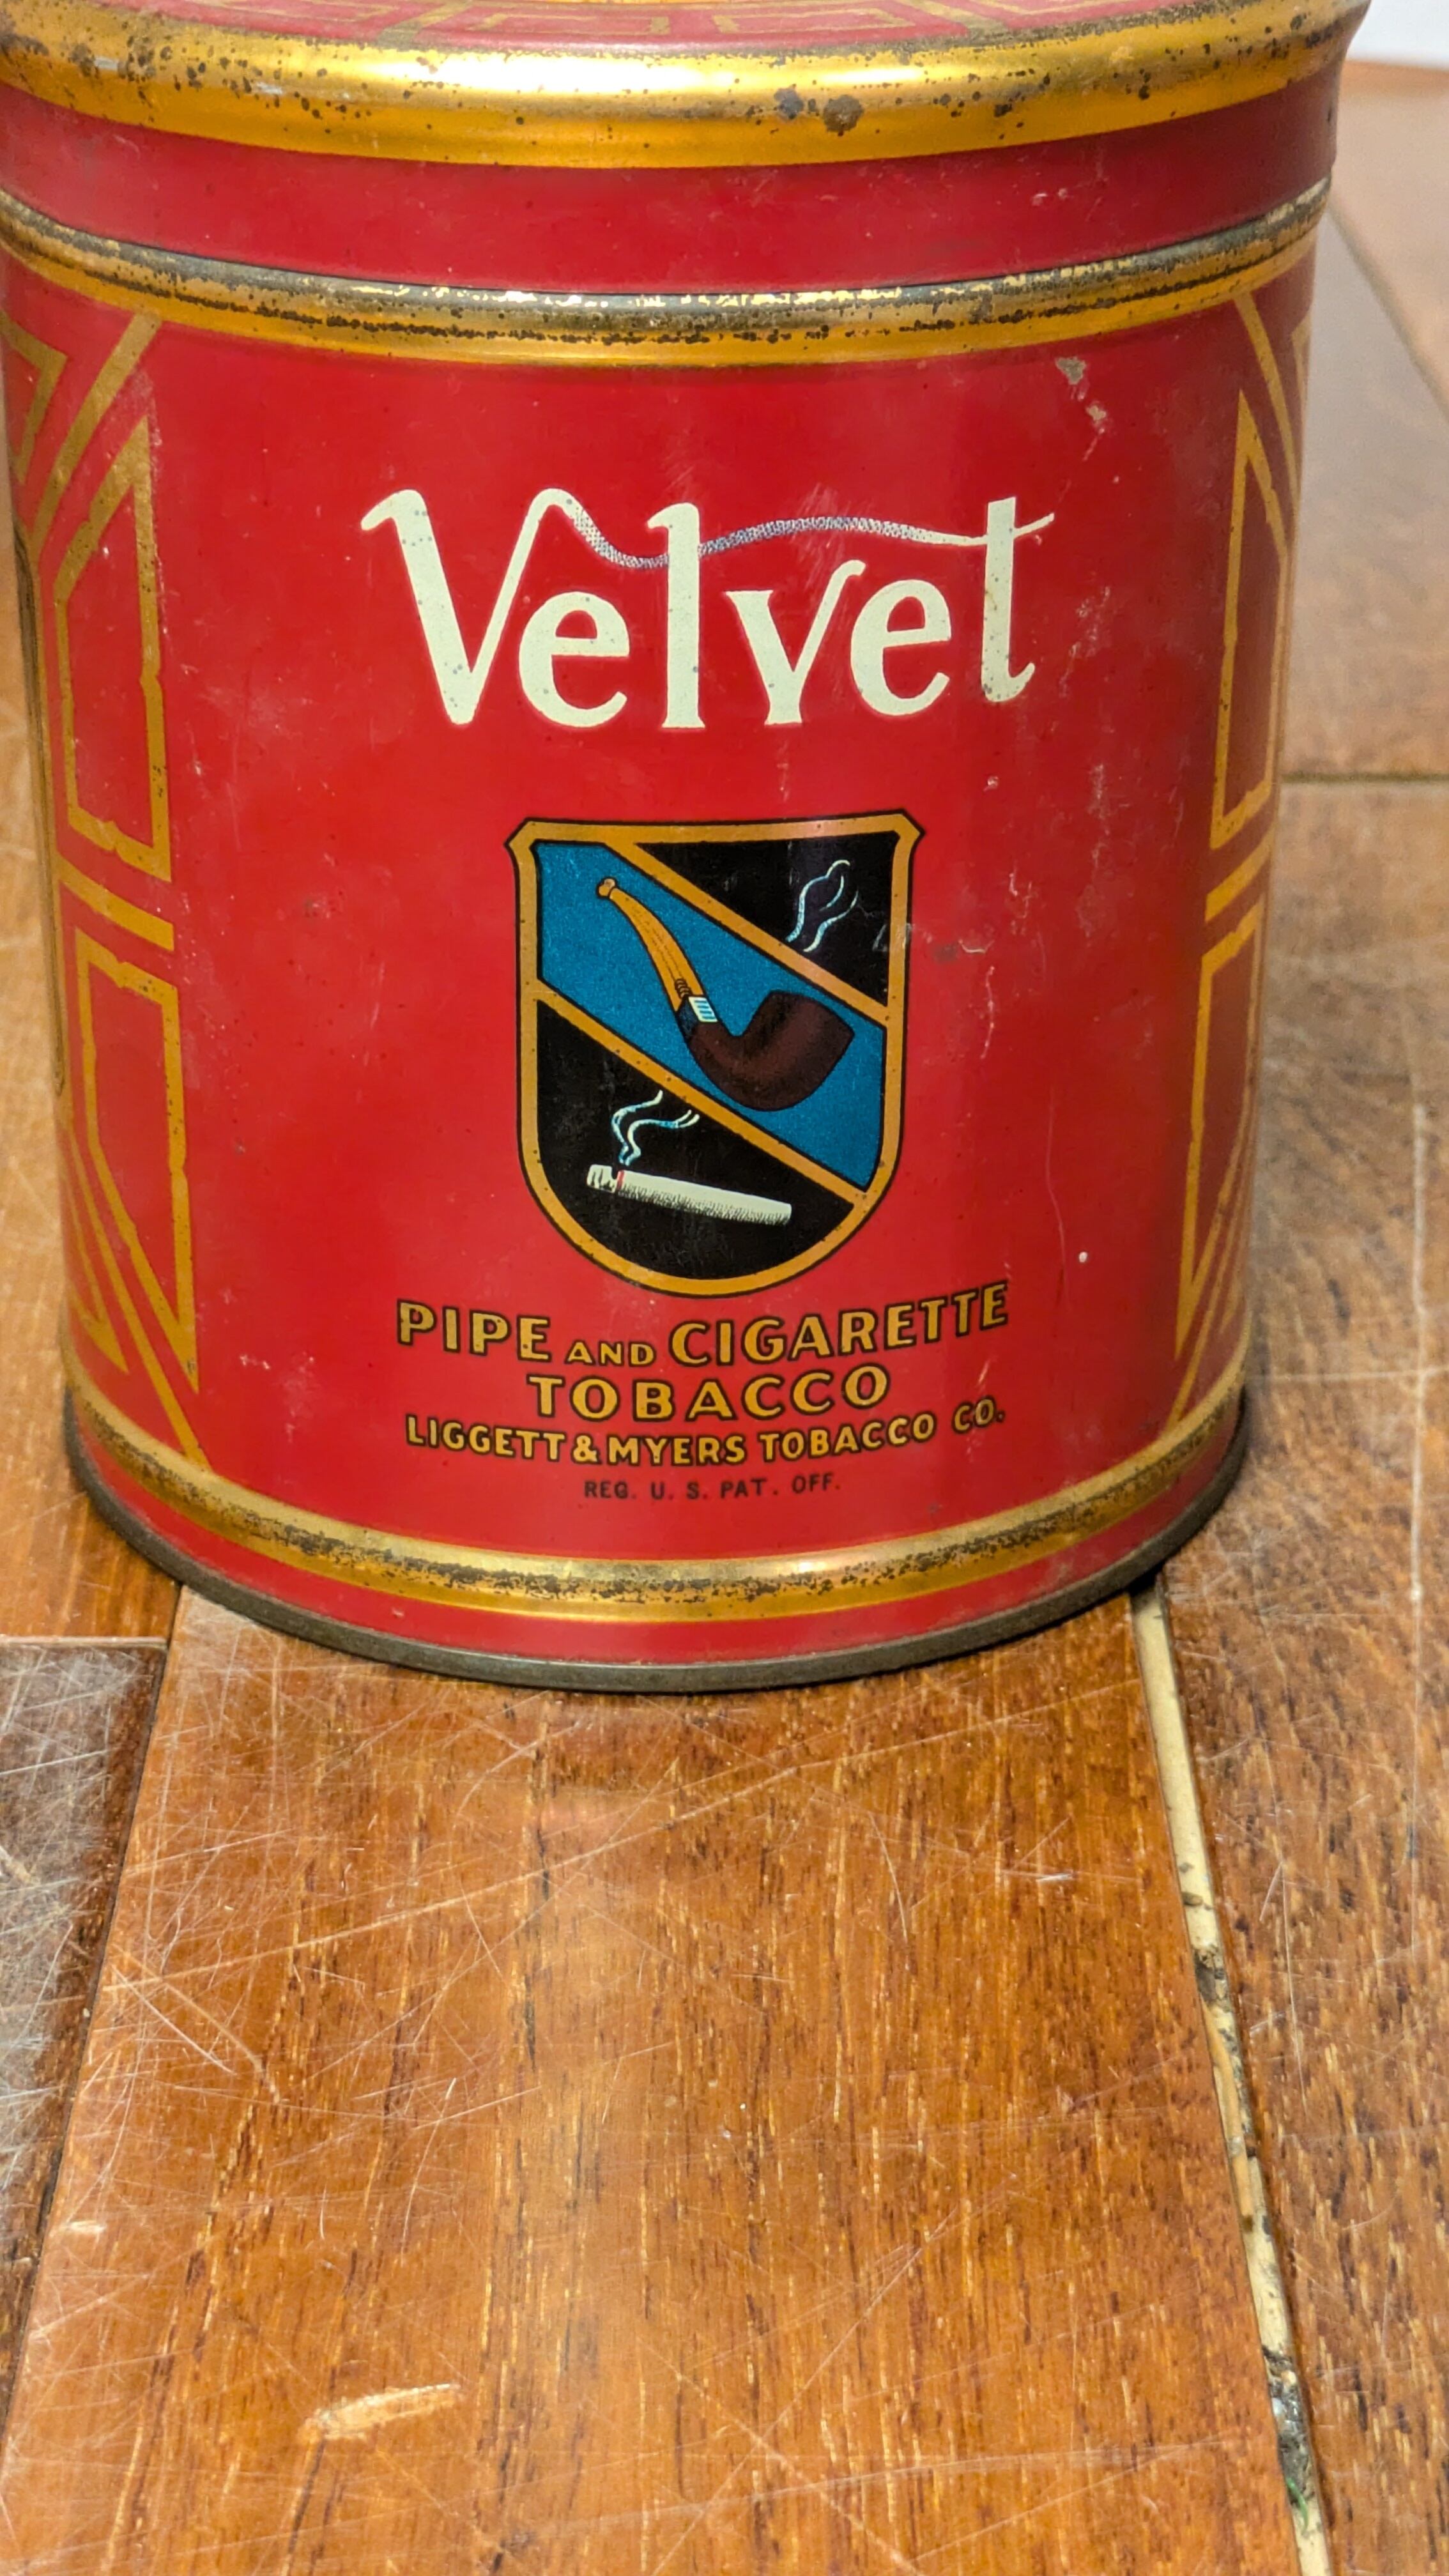 Velvet
PIPE AND CIGARETTE
TOBACCO
LIGGETT & MYERS TOBACCO CO.
REG. U. S. PAT. OFF.